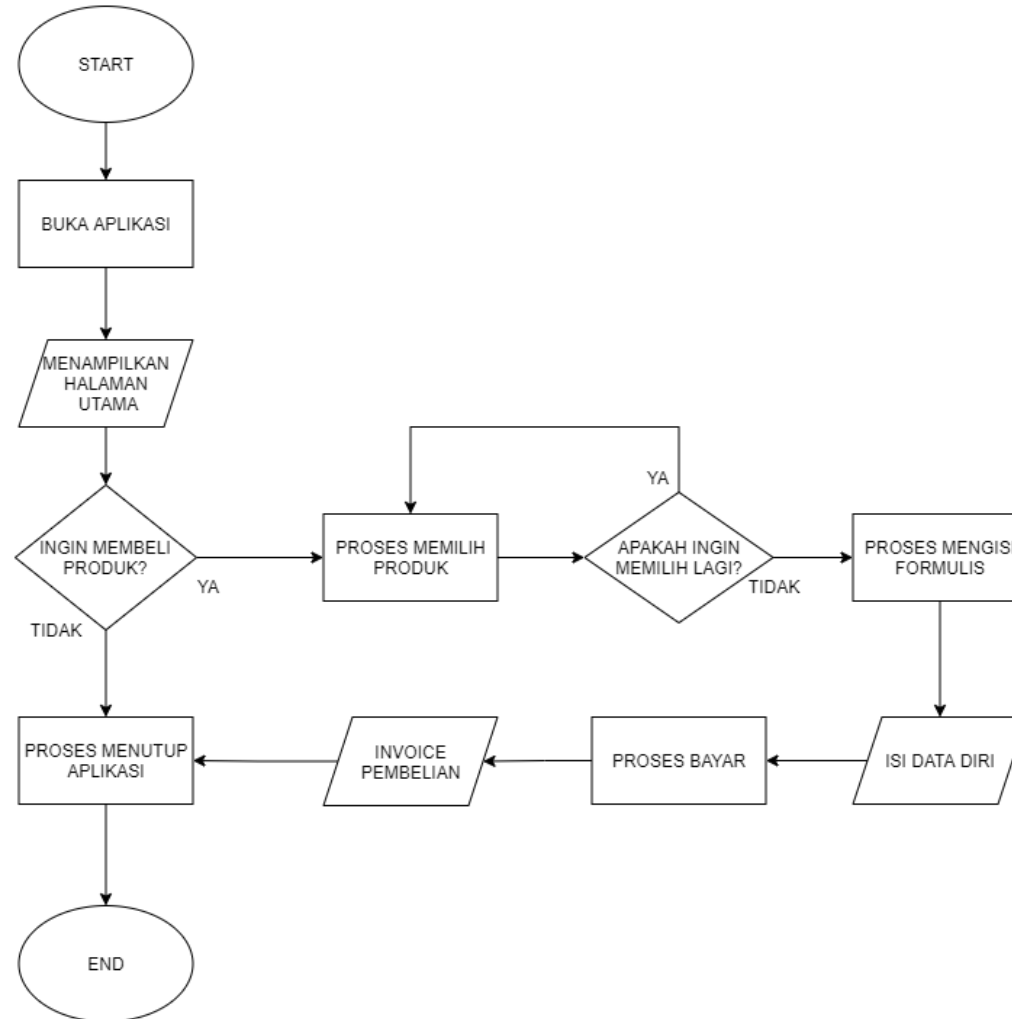 START
BUKA APLIKASI
MENAMPILKAN
HALAMAN
UTAMA
INGIN MEMBELI
PRODUK?
YA
TIDAK
PROSES MEMILIH
PRODUK
YA
APAKAH INGIN
MEMILIH LAGI?
TIDAK
PROSES MENGISI
FORMULIS
ISI DATA DIRI
PROSES BAYAR
INVOICE
PEMBELIAN
PROSES MENUTUP
APLIKASI
END